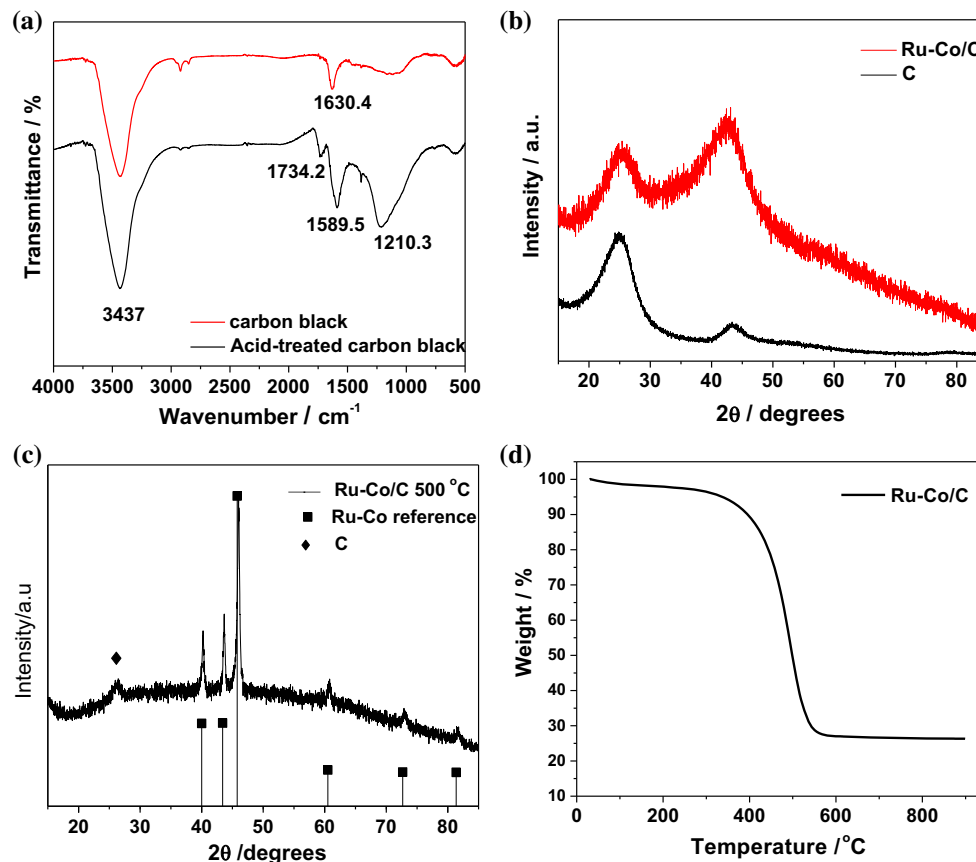 (a)
Transmittance / %
1630.4
1734.2
1589.5
1210.3
3437
carbon black
Acid-treated carbon black
4000 3500 3000 2500 2000 1500 1000 500
Wavenumber / cm⁻¹
(b)
Intensity / a.u.
Ru-Co/C
C
20 30 40 50 60 70 80
2θ / degrees
(c)
Intensity/a.u
Ru-Co/C 500 °C
Ru-Co reference
C
20 30 40 50 60 70 80
2θ /degrees
(d)
Weight / %
100
90
80
70
60
50
40
30
20
10
0
Ru-Co/C
0 200 400 600 800
Temperature /°C